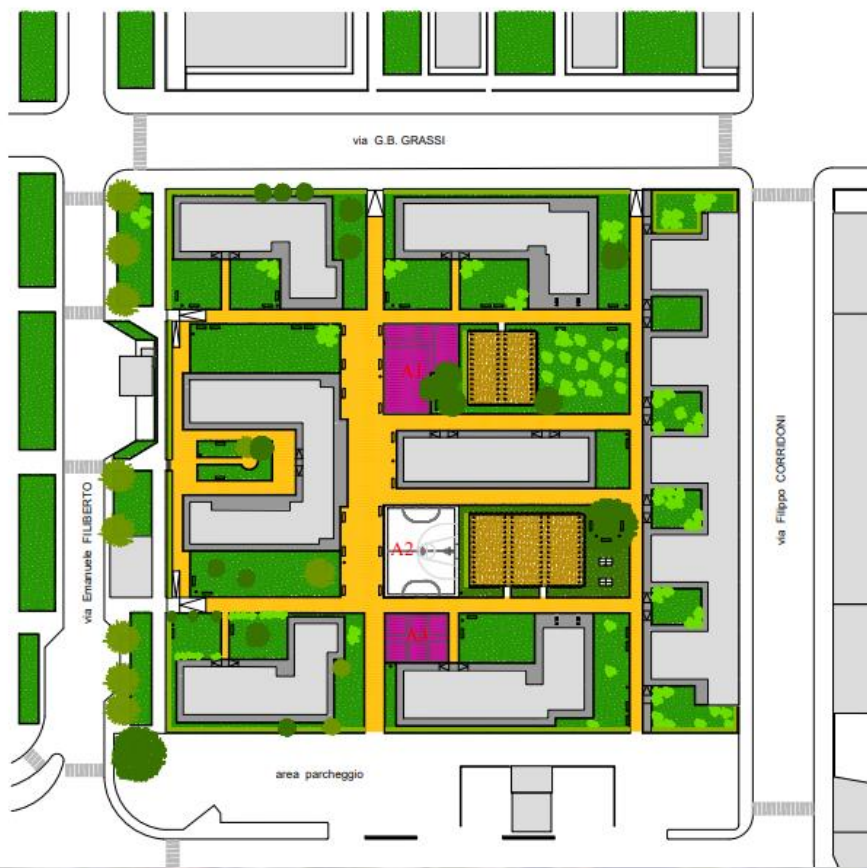 via G.B. GRASSI
A1
via Emanuele FILIBERTO
via Filippo CORRIDONI
A2
A3
area parcheggio